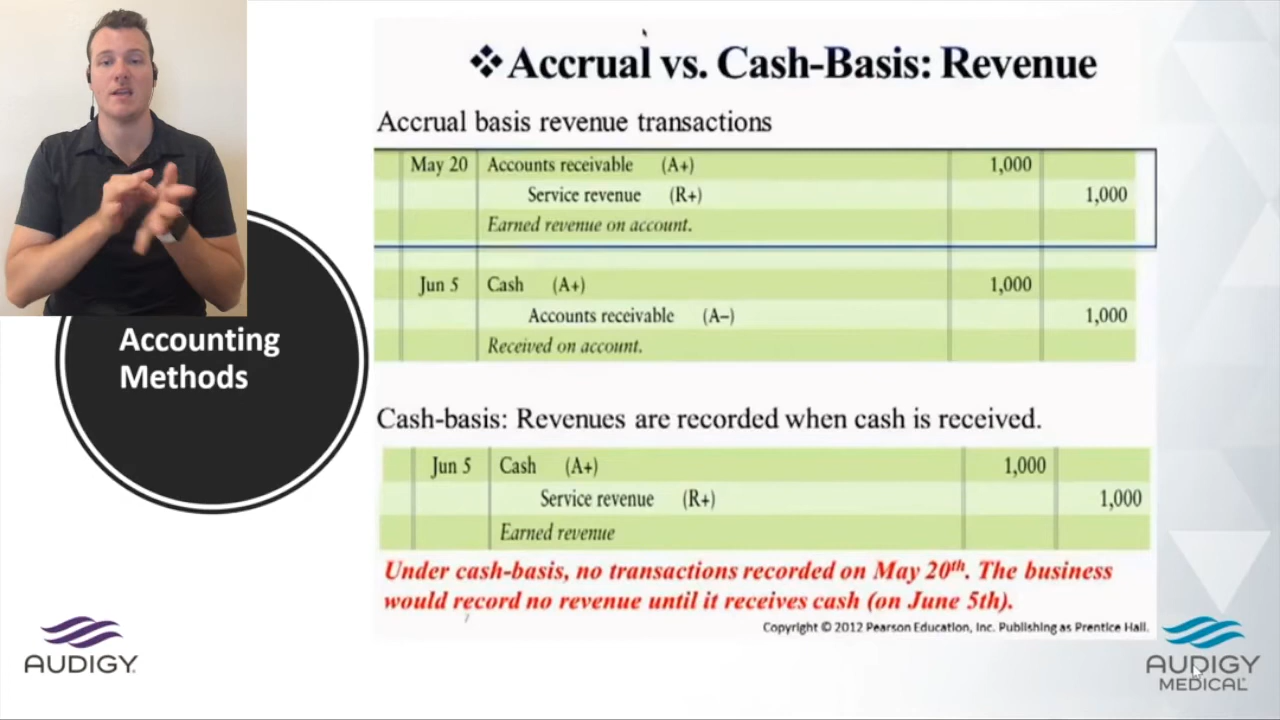 ❖Accrual vs. Cash-Basis: Revenue
Accrual basis revenue transactions
May 20 Accounts receivable (A+) 1,000
Service revenue (R+) 1,000
Earned revenue on account.
Jun 5 Cash (A+) 1,000
Accounts receivable (A–) 1,000
Received on account.
Accounting
Methods
Cash-basis: Revenues are recorded when cash is received.
Jun 5 Cash (A+) 1,000
Service revenue (R+) 1,000
Earned revenue
Under cash-basis, no transactions recorded on May 20th. The business
would record no revenue until it receives cash (on June 5th).
Copyright © 2012 Pearson Education, Inc. Publishing as Prentice Hall.
AUDIGY
AUDIGY
MEDICAL